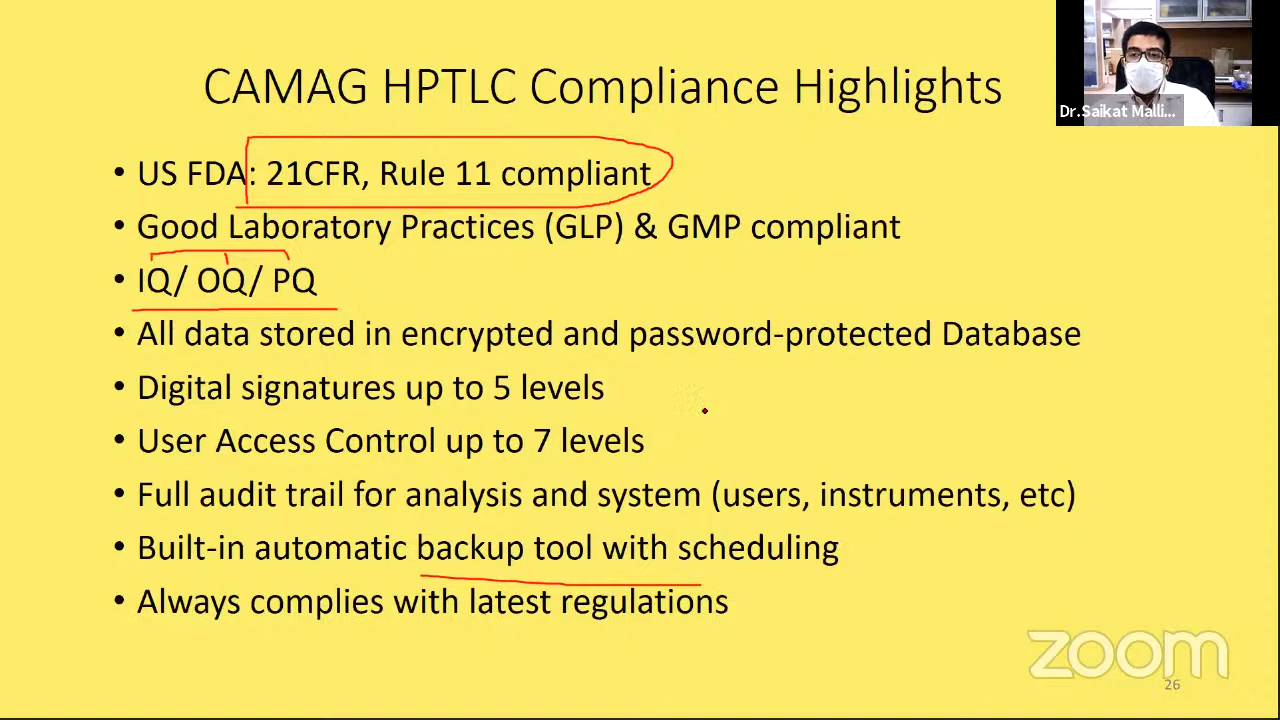 CAMAG HPTLC Compliance Highlights
Dr.Saikat Malli...
• US FDA: 21CFR, Rule 11 compliant
• Good Laboratory Practices (GLP) & GMP compliant
• IQ/ OQ/ PQ
• All data stored in encrypted and password-protected Database
• Digital signatures up to 5 levels
• User Access Control up to 7 levels
• Full audit trail for analysis and system (users, instruments, etc)
• Built-in automatic backup tool with scheduling
• Always complies with latest regulations
zoom
26